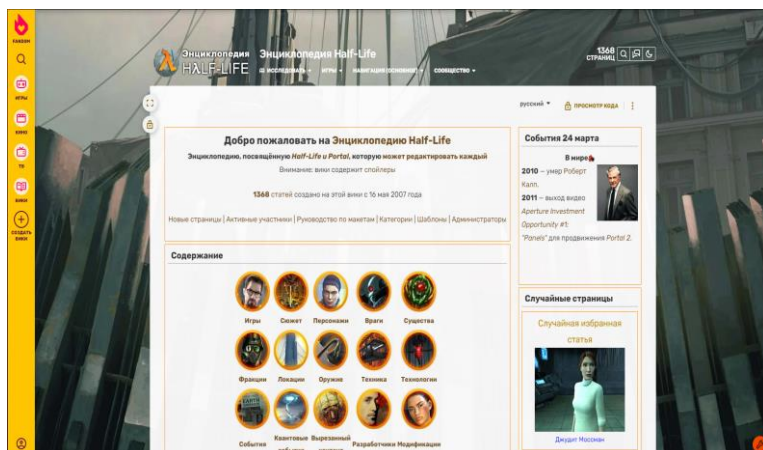 FANDOM
ИГРЫ
КИНО
ТВ
ВИКИ
СОЗДАТЬ
ВИКИ
Энциклопедия
HALF-LIFE
Энциклопедия Half-Life
ИССЛЕДОВАТЬ
ИГРЫ
НАВИГАЦИЯ (ОСНОВНОЕ)
СООБЩЕСТВО
1368
СТРАНИЦ
русский
ПРОСМОТР КОДА
Добро пожаловать на Энциклопедию Half-Life
Энциклопедию, посвящённую Half-Life и Portal, которую может редактировать каждый
Внимание: вики содержит спойлеры
1368 статей создано на этой вики с 16 мая 2007 года
Новые страницы | Активные участники | Руководство по макетам | Категории | Шаблоны | Администраторы
Содержание
Игры Сюжет Персонажи Враги Существа
Фракции Локации Оружие Техника Технологии
События Квантовые Вырезанный Разработчики Модификации
События 24 марта
В мире
2010 – умер Роберт
Калп.
2011 – выход видео
Aperture Investment
Opportunity #1:
"Panels" для продвижения Portal 2.
Случайные страницы
Случайная избранная
статья
Джудит Моссман